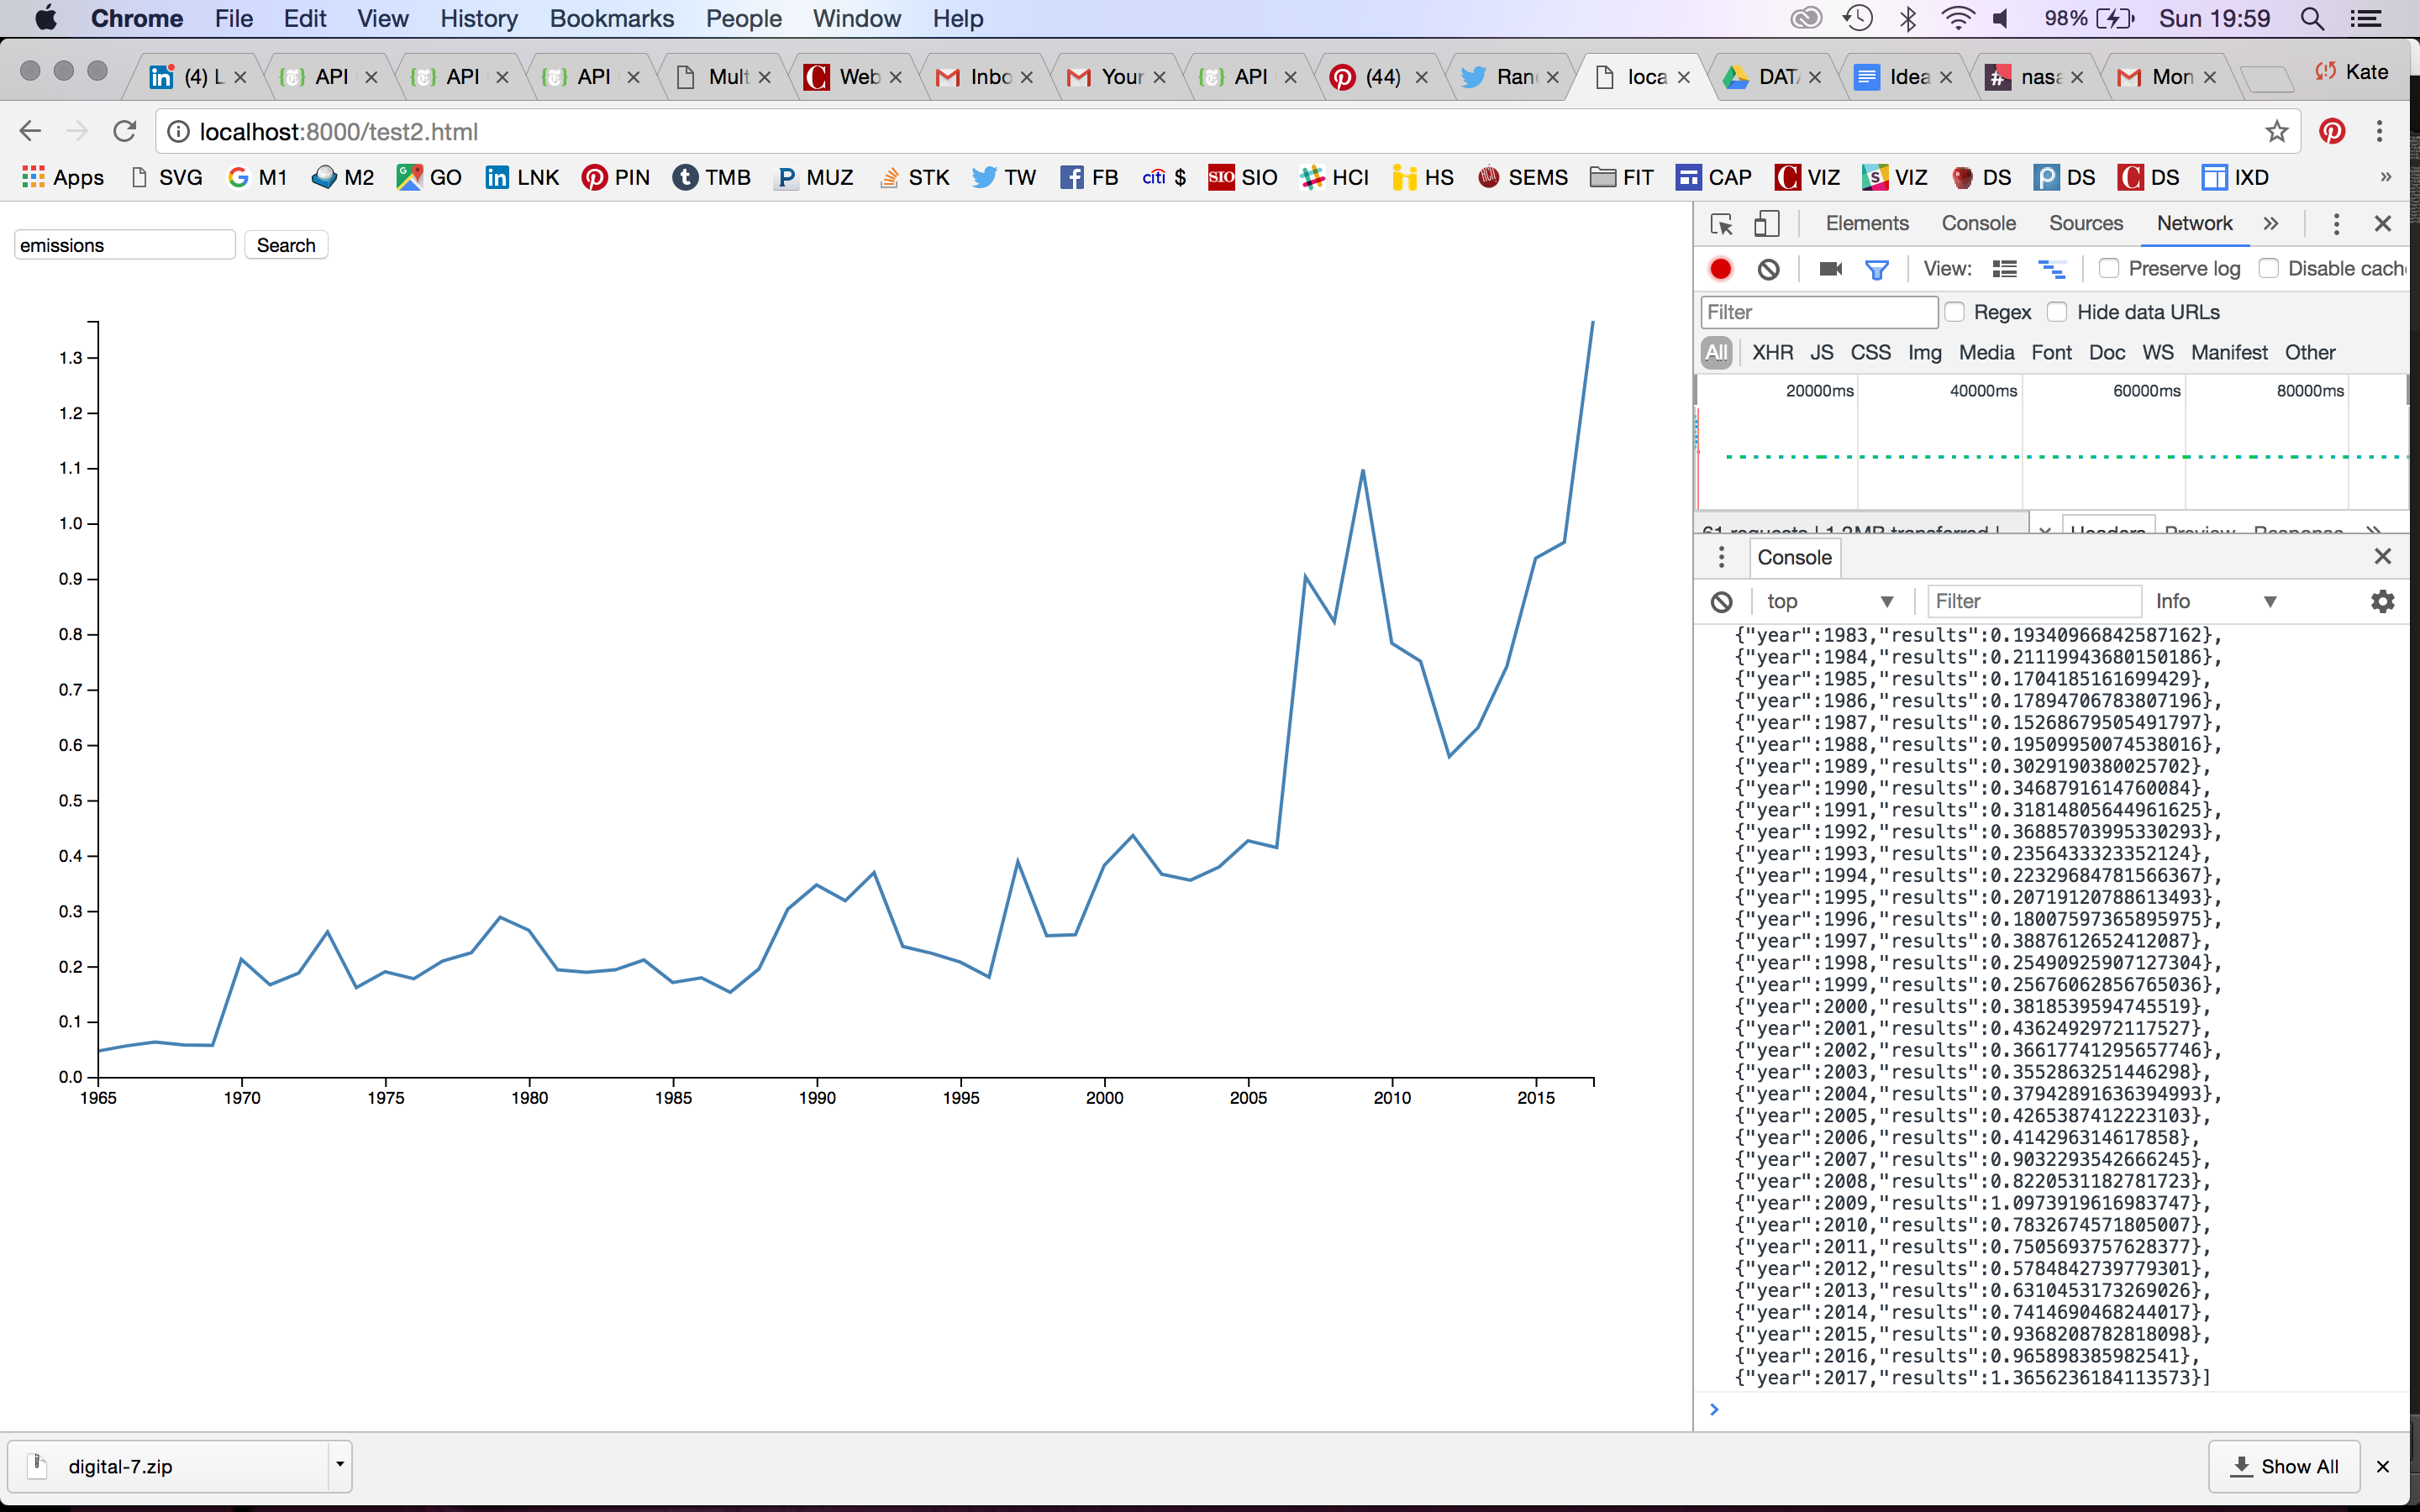 Chrome File Edit View History Bookmarks People Window Help 98% Sun 19:59
(4) L API API API Mult Web Inbo Your API (44) Ran loca DAT Idea nasa Mon Kate
localhost:8000/test2.html
Apps SVG M1 M2 GO LNK PIN TMB MUZ STK TW FB citi $ SIO SIO HCI HS SEMS FIT CAP VIZ VIZ DS DS DS IXD »
emissions Search
1.3
1.2
1.1
1.0
0.9
0.8
0.7
0.6
0.5
0.4
0.3
0.2
0.1
0.0
1965 1970 1975 1980 1985 1990 1995 2000 2005 2010 2015
Elements Console Sources Network »
View: Preserve log Disable cach
Filter Regex Hide data URLs
All XHR JS CSS Img Media Font Doc WS Manifest Other
20000ms 40000ms 60000ms 80000ms
61 requests | 1.2MB transferred | Headers Preview Response »
Console
top Filter Info
{"year":1983,"results":0.19340966842587162},
{"year":1984,"results":0.21119943680150186},
{"year":1985,"results":0.1704185161699429},
{"year":1986,"results":0.17894706783807196},
{"year":1987,"results":0.15268679505491797},
{"year":1988,"results":0.19509950074538016},
{"year":1989,"results":0.3029190380025702},
{"year":1990,"results":0.3468791614760084},
{"year":1991,"results":0.31814805644961625},
{"year":1992,"results":0.36885703995330293},
{"year":1993,"results":0.2356433323352124},
{"year":1994,"results":0.22329684781566367},
{"year":1995,"results":0.20719120788613493},
{"year":1996,"results":0.18007597365895975},
{"year":1997,"results":0.3887612652412087},
{"year":1998,"results":0.25490925907127304},
{"year":1999,"results":0.25676062856765036},
{"year":2000,"results":0.3818539594745519},
{"year":2001,"results":0.4362492972117527},
{"year":2002,"results":0.36617741295657746},
{"year":2003,"results":0.3552863251446298},
{"year":2004,"results":0.37942891636394993},
{"year":2005,"results":0.4265387412223103},
{"year":2006,"results":0.414296314617858},
{"year":2007,"results":0.9032293542666245},
{"year":2008,"results":0.8220531182781723},
{"year":2009,"results":1.0973919616983747},
{"year":2010,"results":0.7832674571805007},
{"year":2011,"results":0.7505693757628377},
{"year":2012,"results":0.5784842739779301},
{"year":2013,"results":0.6310453173269026},
{"year":2014,"results":0.7414690468244017},
{"year":2015,"results":0.9368208782818098},
{"year":2016,"results":0.965898385982541},
{"year":2017,"results":1.3656236184113573}]
digital-7.zip Show All